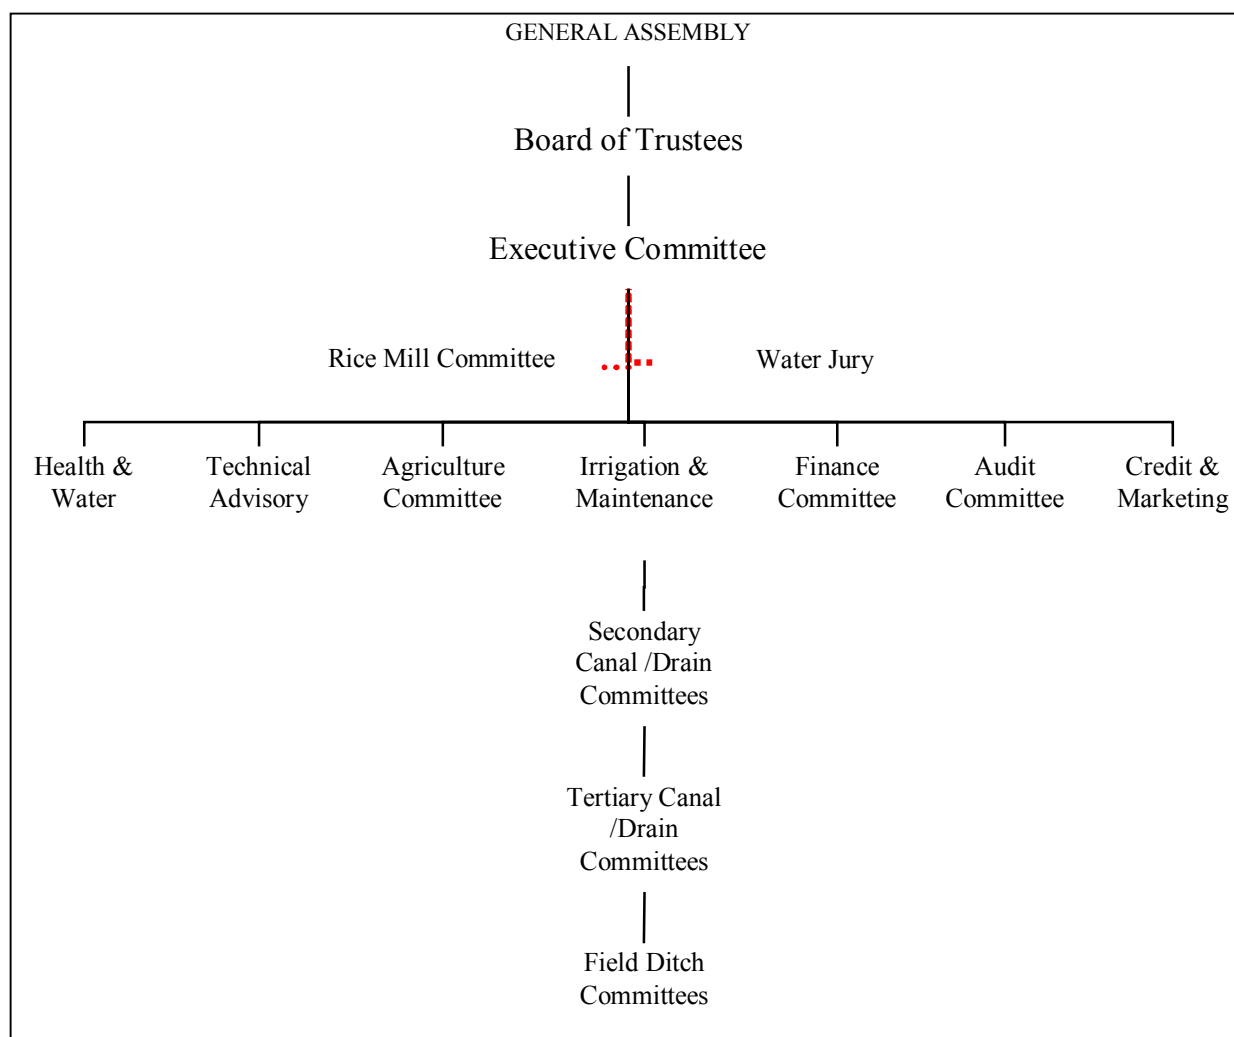 GENERAL ASSEMBLY
Board of Trustees
Executive Committee
Rice Mill Committee
Water Jury
Health &
Water
Technical
Advisory
Agriculture
Committee
Irrigation &
Maintenance
Finance
Committee
Audit
Committee
Credit &
Marketing
Secondary
Canal /Drain
Committees
Tertiary Canal
/Drain
Committees
Field Ditch
Committees